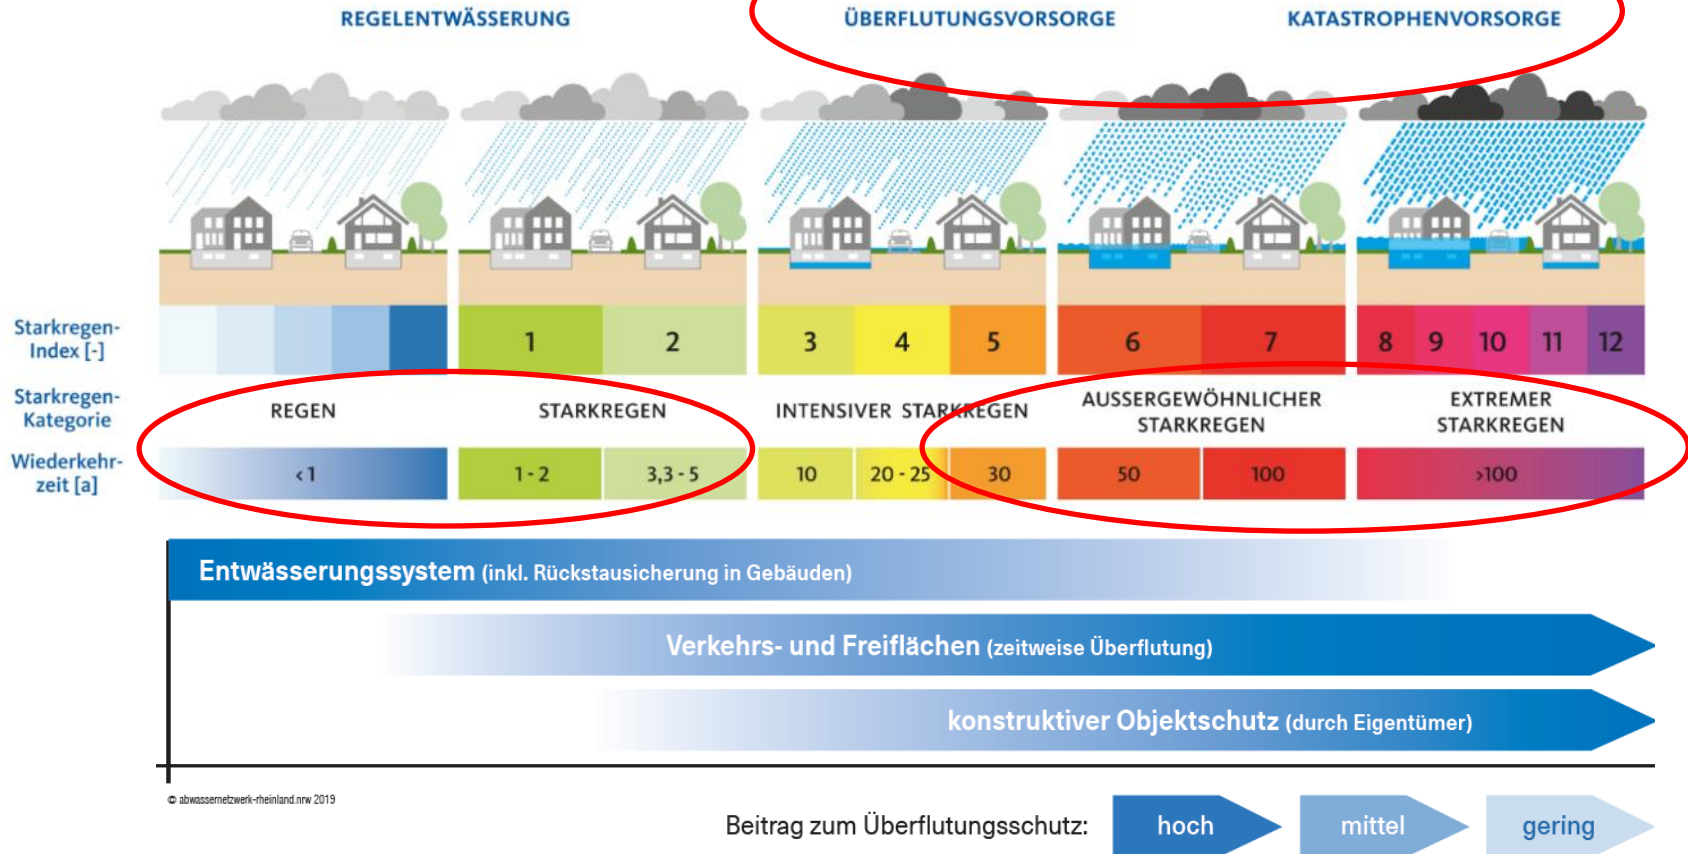 REGELENTWÄSSERUNG
ÜBERFLUTUNGSVORSORGE
KATASTROPHENVORSORGE
Starkregen-
Index [-]
1
2
3
4
5
6
7
8
9
10
11
12
Starkregen-
Kategorie
REGEN
STARKREGEN
INTENSIVER STARKREGEN
AUSSERGEWÖHNLICHER
STARKREGEN
EXTREMER
STARKREGEN
Wiederkehr-
zeit [a]
<1
1 - 2
3,3 - 5
10
20 - 25
30
50
100
>100
Entwässerungssystem (inkl. Rückstausicherung in Gebäuden)
Verkehrs- und Freiflächen (zeitweise Überflutung)
konstruktiver Objektschutz (durch Eigentümer)
© abwassernetzwerk-rheinland.nrw 2019
Beitrag zum Überflutungsschutz:
hoch
mittel
gering